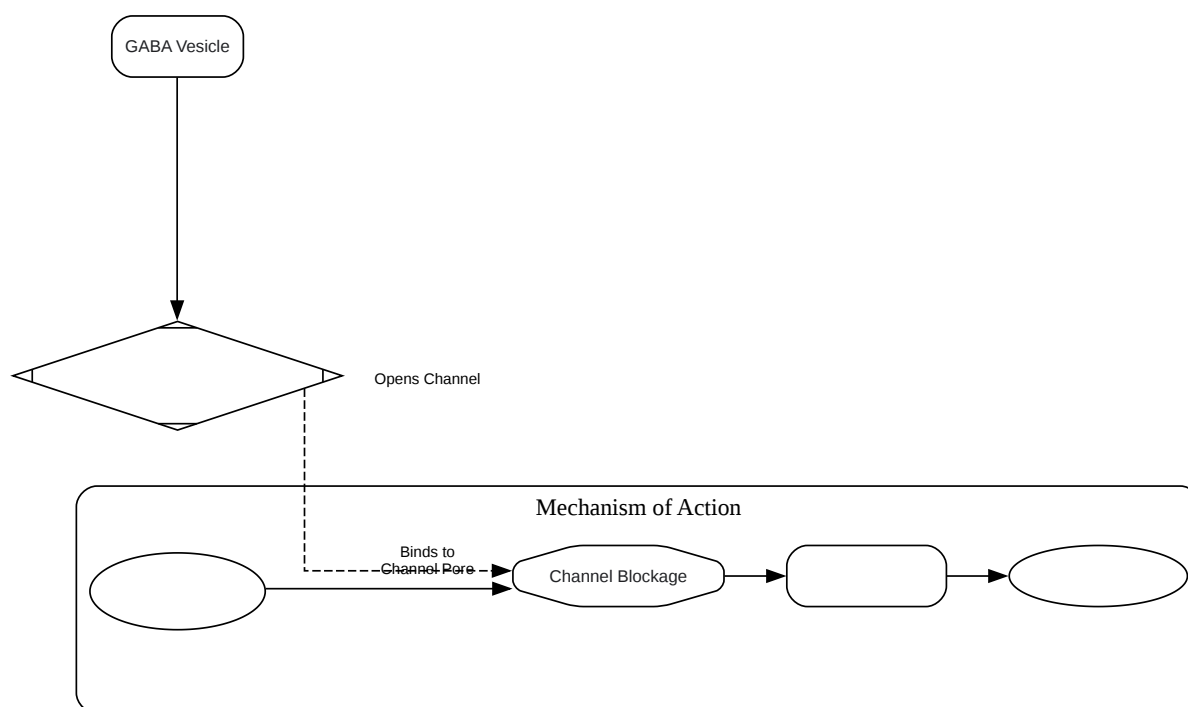 GABA Vesicle
Opens Channel
Mechanism of Action
Binds to
Channel Pore
Channel Blockage